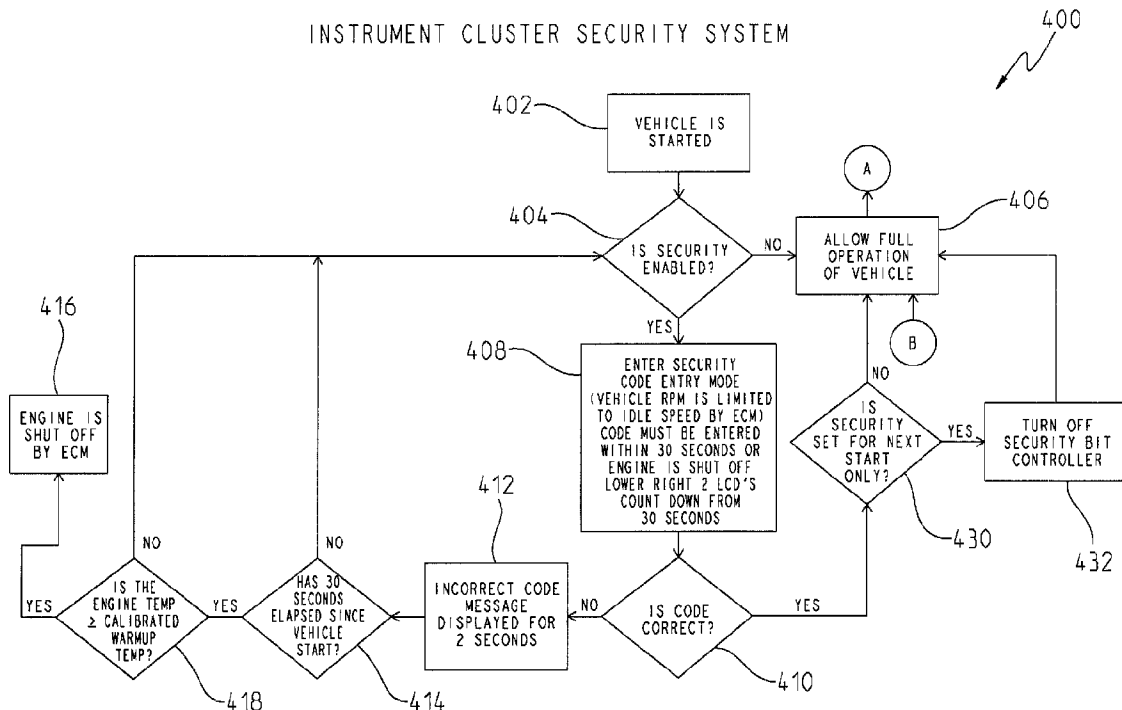 INSTRUMENT CLUSTER SECURITY SYSTEM
400
402
VEHICLE IS
STARTED
A
404
406
IS SECURITY
ENABLED?
NO
ALLOW FULL
OPERATION
OF VEHICLE
416
YES
B
408
ENTER SECURITY
CODE ENTRY MODE
(VEHICLE RPM IS LIMITED
TO IDLE SPEED BY ECM)
CODE MUST BE ENTERED
WITHIN 30 SECONDS OR
ENGINE IS SHUT OFF
LOWER RIGHT 2 LCD'S
COUNT DOWN FROM
30 SECONDS
NO
ENGINE IS
SHUT OFF
BY ECM
IS
SECURITY
SET FOR NEXT
START
ONLY?
YES
TURN OFF
SECURITY BIT
CONTROLLER
412
430
432
NO
NO
YES
IS THE
ENGINE TEMP
≥ CALIBRATED
WARMUP
TEMP?
YES
HAS 30
SECONDS
ELAPSED SINCE
VEHICLE
START?
INCORRECT CODE
MESSAGE
DISPLAYED FOR
2 SECONDS
NO
IS CODE
CORRECT?
YES
418
414
410